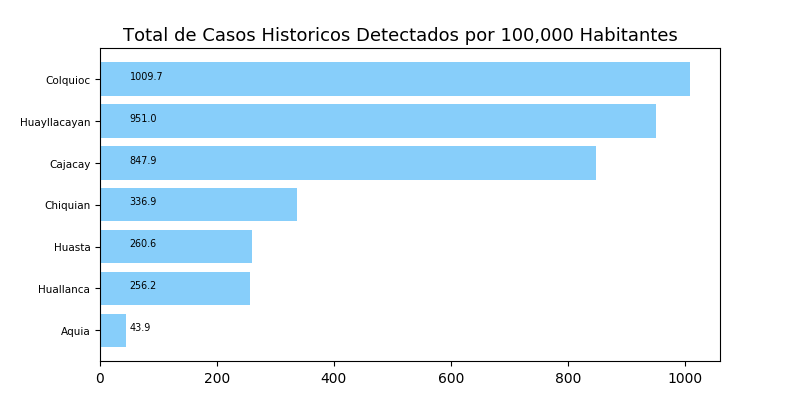 Total de Casos Historicos Detectados por 100,000 Habitantes
Colquioc 1009.7
Huayllacayan 951.0
Cajacay 847.9
Chiquian 336.9
Huasta 260.6
Huallanca 256.2
Aquia 43.9
0 200 400 600 800 1000